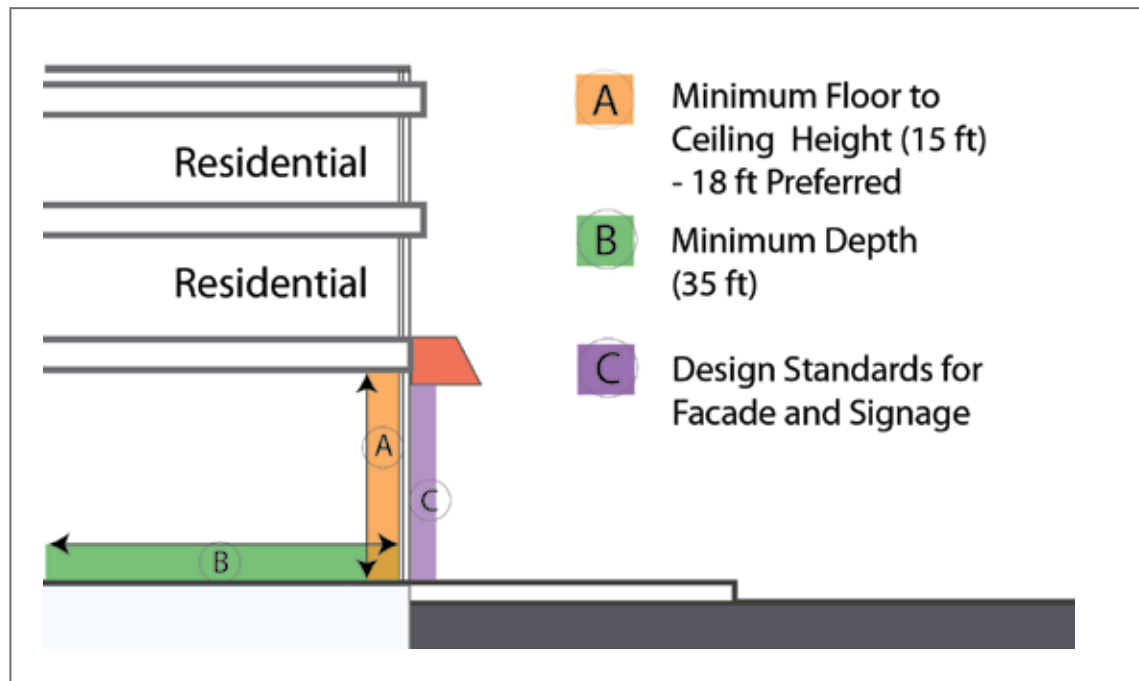 A
Minimum Floor to
Ceiling Height (15 ft)
- 18 ft Preferred
Residential
B
Minimum Depth
(35 ft)
Residential
C
Design Standards for
Facade and Signage
A
C
B